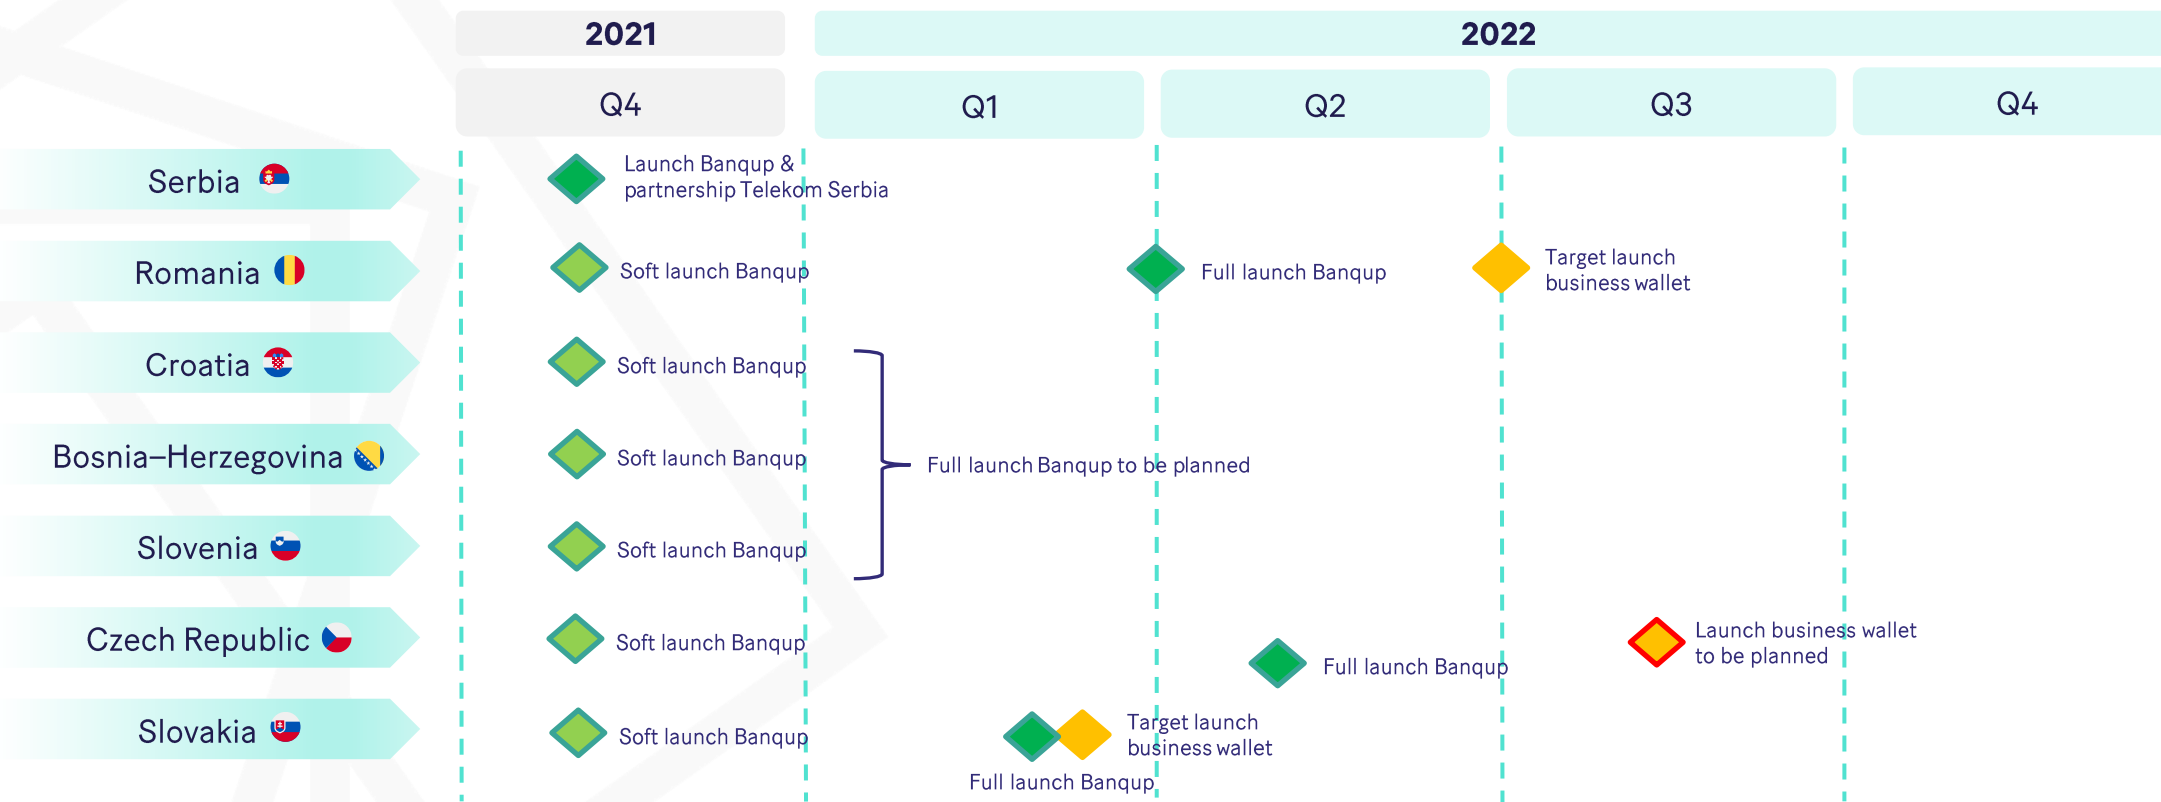 2021
2022
Q4
Q1
Q2
Q3
Q4
Serbia
Launch Banqup &
partnership Telekom Serbia
Romania
Soft launch Banqup
Full launch Banqup
Target launch
business wallet
Croatia
Soft launch Banqup
Bosnia–Herzegovina
Soft launch Banqup
Full launch Banqup to be planned
Slovenia
Soft launch Banqup
Czech Republic
Soft launch Banqup
Full launch Banqup
Launch business wallet
to be planned
Slovakia
Soft launch Banqup
Target launch
business wallet
Full launch Banqup